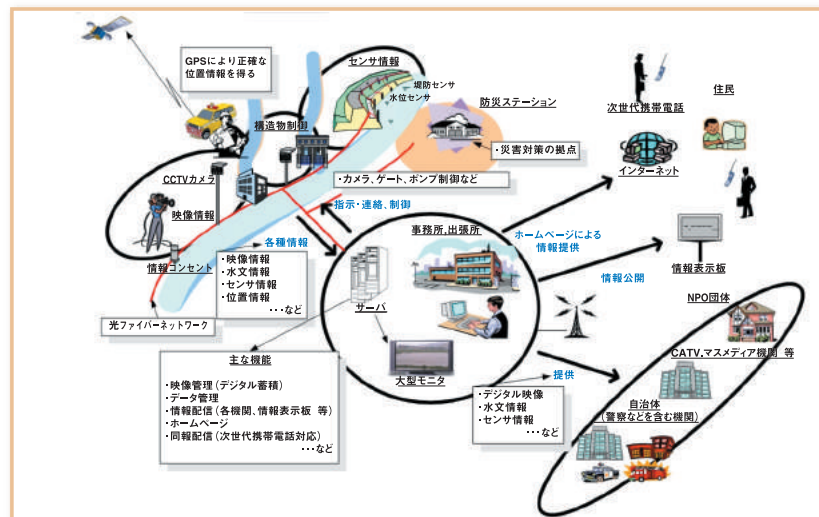 GPSにより正確な
位置情報を得る
センサ情報
堤防センサ
水位センサ
構造物制御
防災ステーション
・災害対策の拠点
次世代携帯電話
住民
インターネット
CCTVカメラ
映像情報
・カメラ、ゲート、ポンプ制御など
指示・連絡、制御
情報コンセント
各種情報
・映像情報
・水文情報
・センサ情報
・位置情報
…など
光ファイバーネットワーク
事務所,出張所
サーバ
大型モニタ
ホームページによる
情報提供
情報公開
情報表示板
主な機能
・映像管理(デジタル蓄積)
・データ管理
・情報配信(各機関、情報表示板 等)
・ホームページ
・同報配信(次世代携帯電話対応)
…など
提供
・デジタル映像
・水文情報
・センサ情報
…など
NPO団体
CATV,マスメディア機関 等
自治体
(警察などを含む機関)